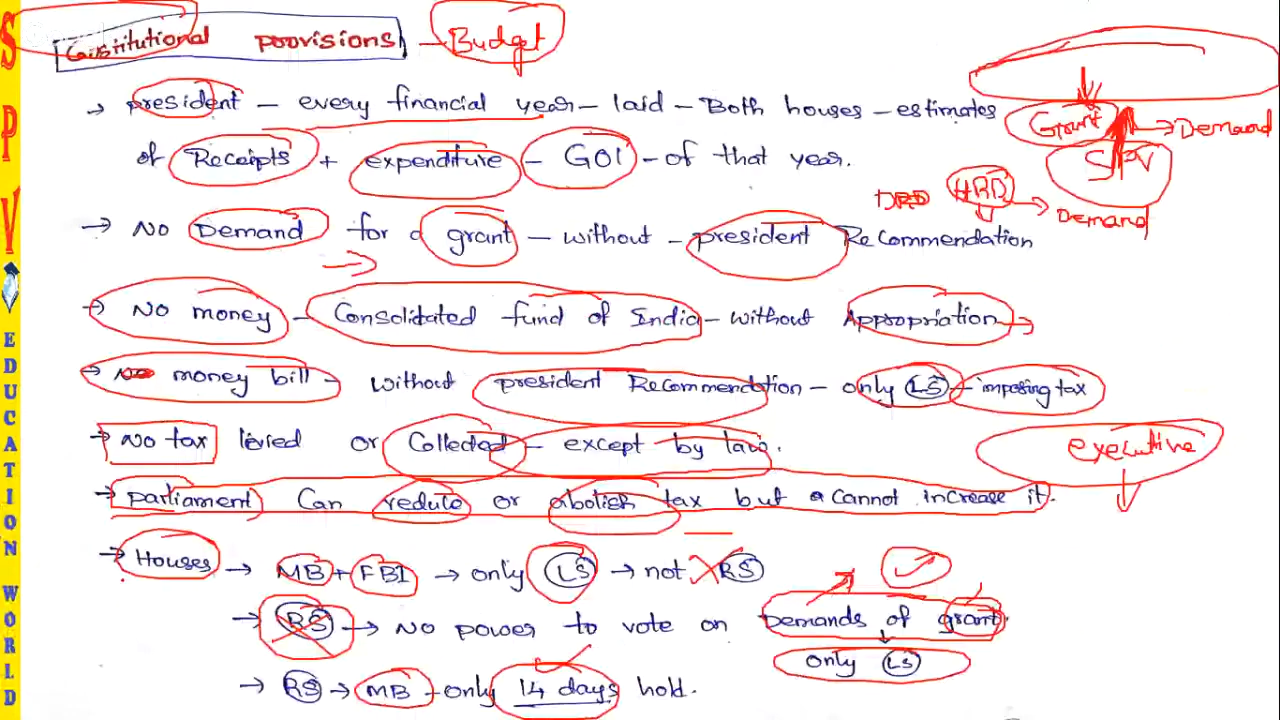 SPV EDUCATION WORLD
Constitutional provisions - Budget
→ president - every financial year - laid - Both houses - estimates
of Receipts + expenditure - GOI - of that year.
Grant → Demand
SPV
DRD HRD → Demand
→ No Demand for a grant - without - president Recommendation
→ No money - Consolidated fund of India - without Appropriation →
→ No money bill - without president Recommendation - only LS - imposing tax
→ No tax levied or Collected - except by law.
executive
→ parliament Can reduce or abolish tax but a cannot increase it.
→ Houses → MB + FBI → only LS → not RS
→ RS → No power to vote on Demands of grant.
only LS
→ RS → MB - only 14 days hold.